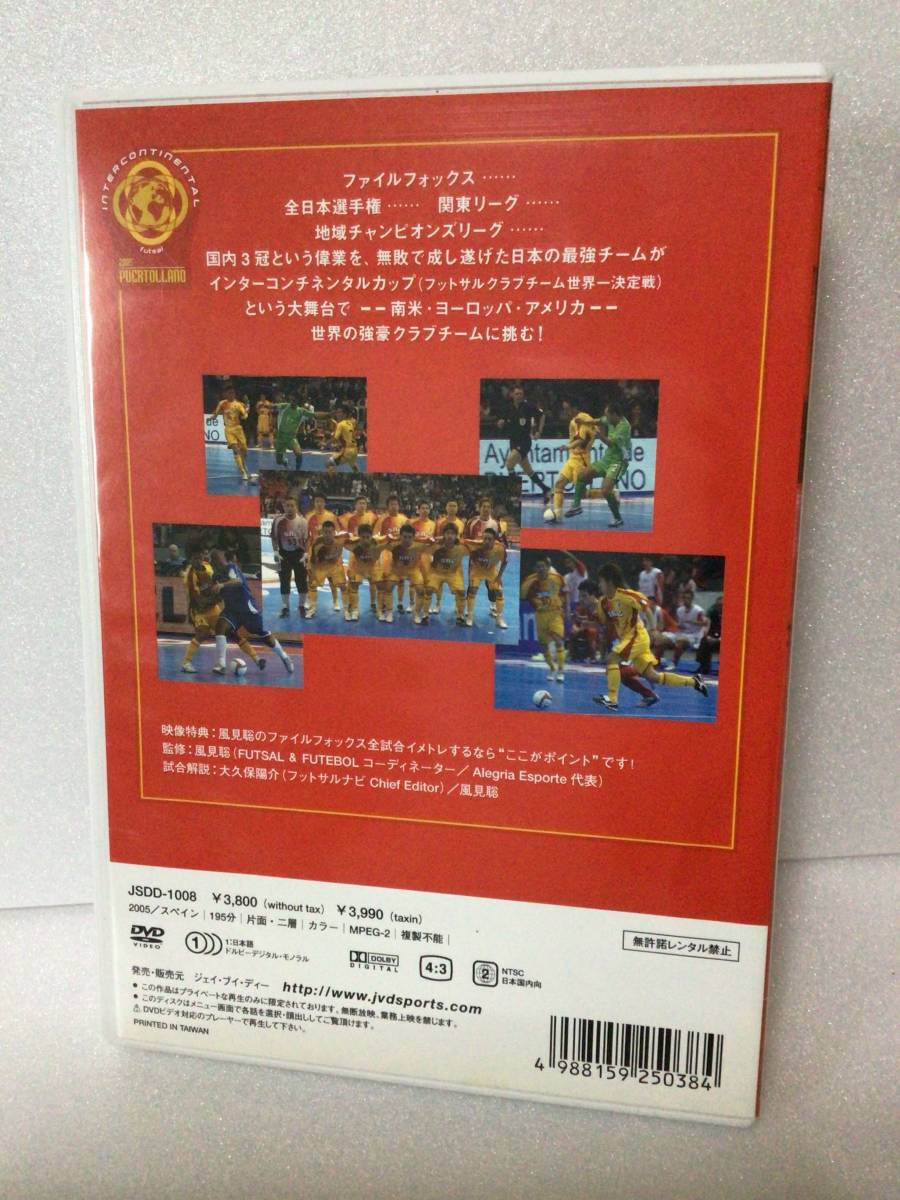 INTERCONTINENTAL
futsal
PUERTOLLANO
ファイルフォックス……
全日本選手権…… 関東リーグ……
地域チャンピオンズリーグ……
国内3冠という偉業を、無敗で成し遂げた日本の最強チームが
インターコンチネンタルカップ(フットサルクラブチーム世界一決定戦)
という大舞台で ーー南米・ヨーロッパ・アメリカーー
世界の強豪クラブチームに挑む!
Ayuntamiento de
PUERTOLLANO
映像特典:風見聡のファイルフォックス全試合イメトレするなら“ここがポイント”です!
監修:風見聡(FUTSAL & FUTEBOL コーディネーター/Alegria Esporte 代表)
試合解説:大久保陽介(フットサルナビ Chief Editor)/風見聡
JSDD-1008 ¥3,800 (without tax) ¥3,990 (taxin)
2005/スペイン|195分|片面・二層|カラー|MPEG-2|複製不能|
無許諾レンタル禁止
DVD VIDEO
1 1:日本語
ドルビーデジタル・モノラル
DOLBY DIGITAL
4:3
2 NTSC
日本国内向
発売・販売元 ジェイ・ブイ・ディー http://www.jvdsports.com
●この作品はプライベートな再生のみに限定されております。無断放映、業務上映を禁じます。
●このディスクはメニュー画面で各話を選択・頭出ししてご覧頂けます。
⚠DVDビデオ対応のプレーヤーで再生して下さい。
PRINTED IN TAIWAN
4 988159 250384